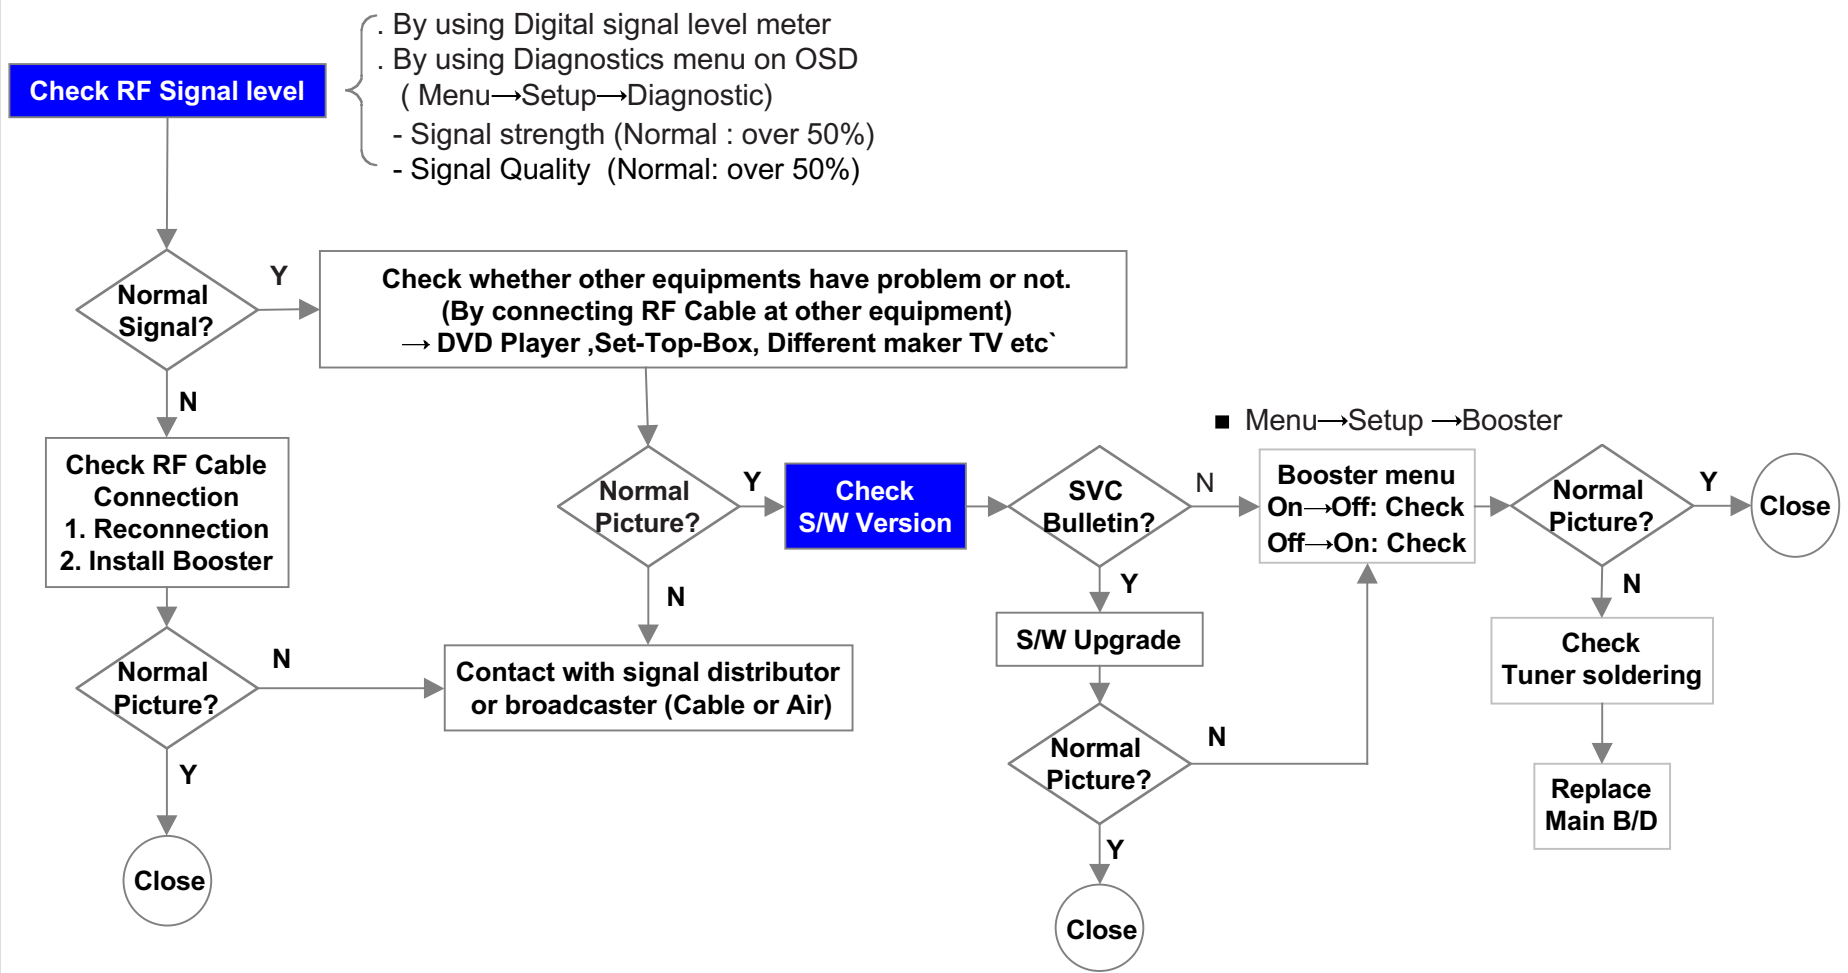 . By using Digital signal level meter
. By using Diagnostics menu on OSD
( Menu→Setup→Diagnostic)
- Signal strength (Normal : over 50%)
- Signal Quality (Normal: over 50%)
Check RF Signal level
Normal
Signal?
Y
N
Check whether other equipments have problem or not.
(By connecting RF Cable at other equipment)
→ DVD Player ,Set-Top-Box, Different maker TV etc`
Check RF Cable
Connection
1. Reconnection
2. Install Booster
Normal
Picture?
N
Y
Close
Normal
Picture?
Y
N
Contact with signal distributor
or broadcaster (Cable or Air)
Check
S/W Version
SVC
Bulletin?
N
Y
S/W Upgrade
Normal
Picture?
N
Y
Close
■ Menu→Setup →Booster
Booster menu
On→Off: Check
Off→On: Check
Normal
Picture?
Y
Close
N
Check
Tuner soldering
Replace
Main B/D